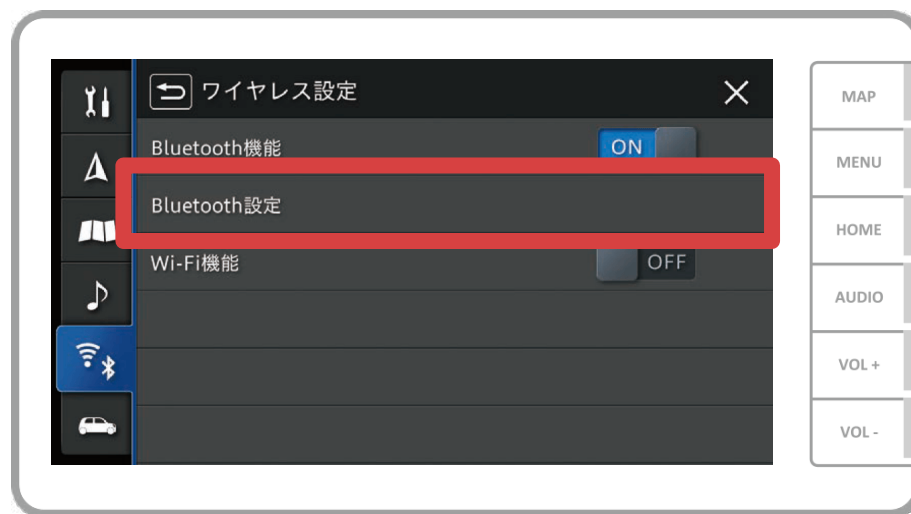 ワイヤレス設定
Bluetooth機能 ON
Bluetooth設定
Wi-Fi機能 OFF
MAP
MENU
HOME
AUDIO
VOL +
VOL -